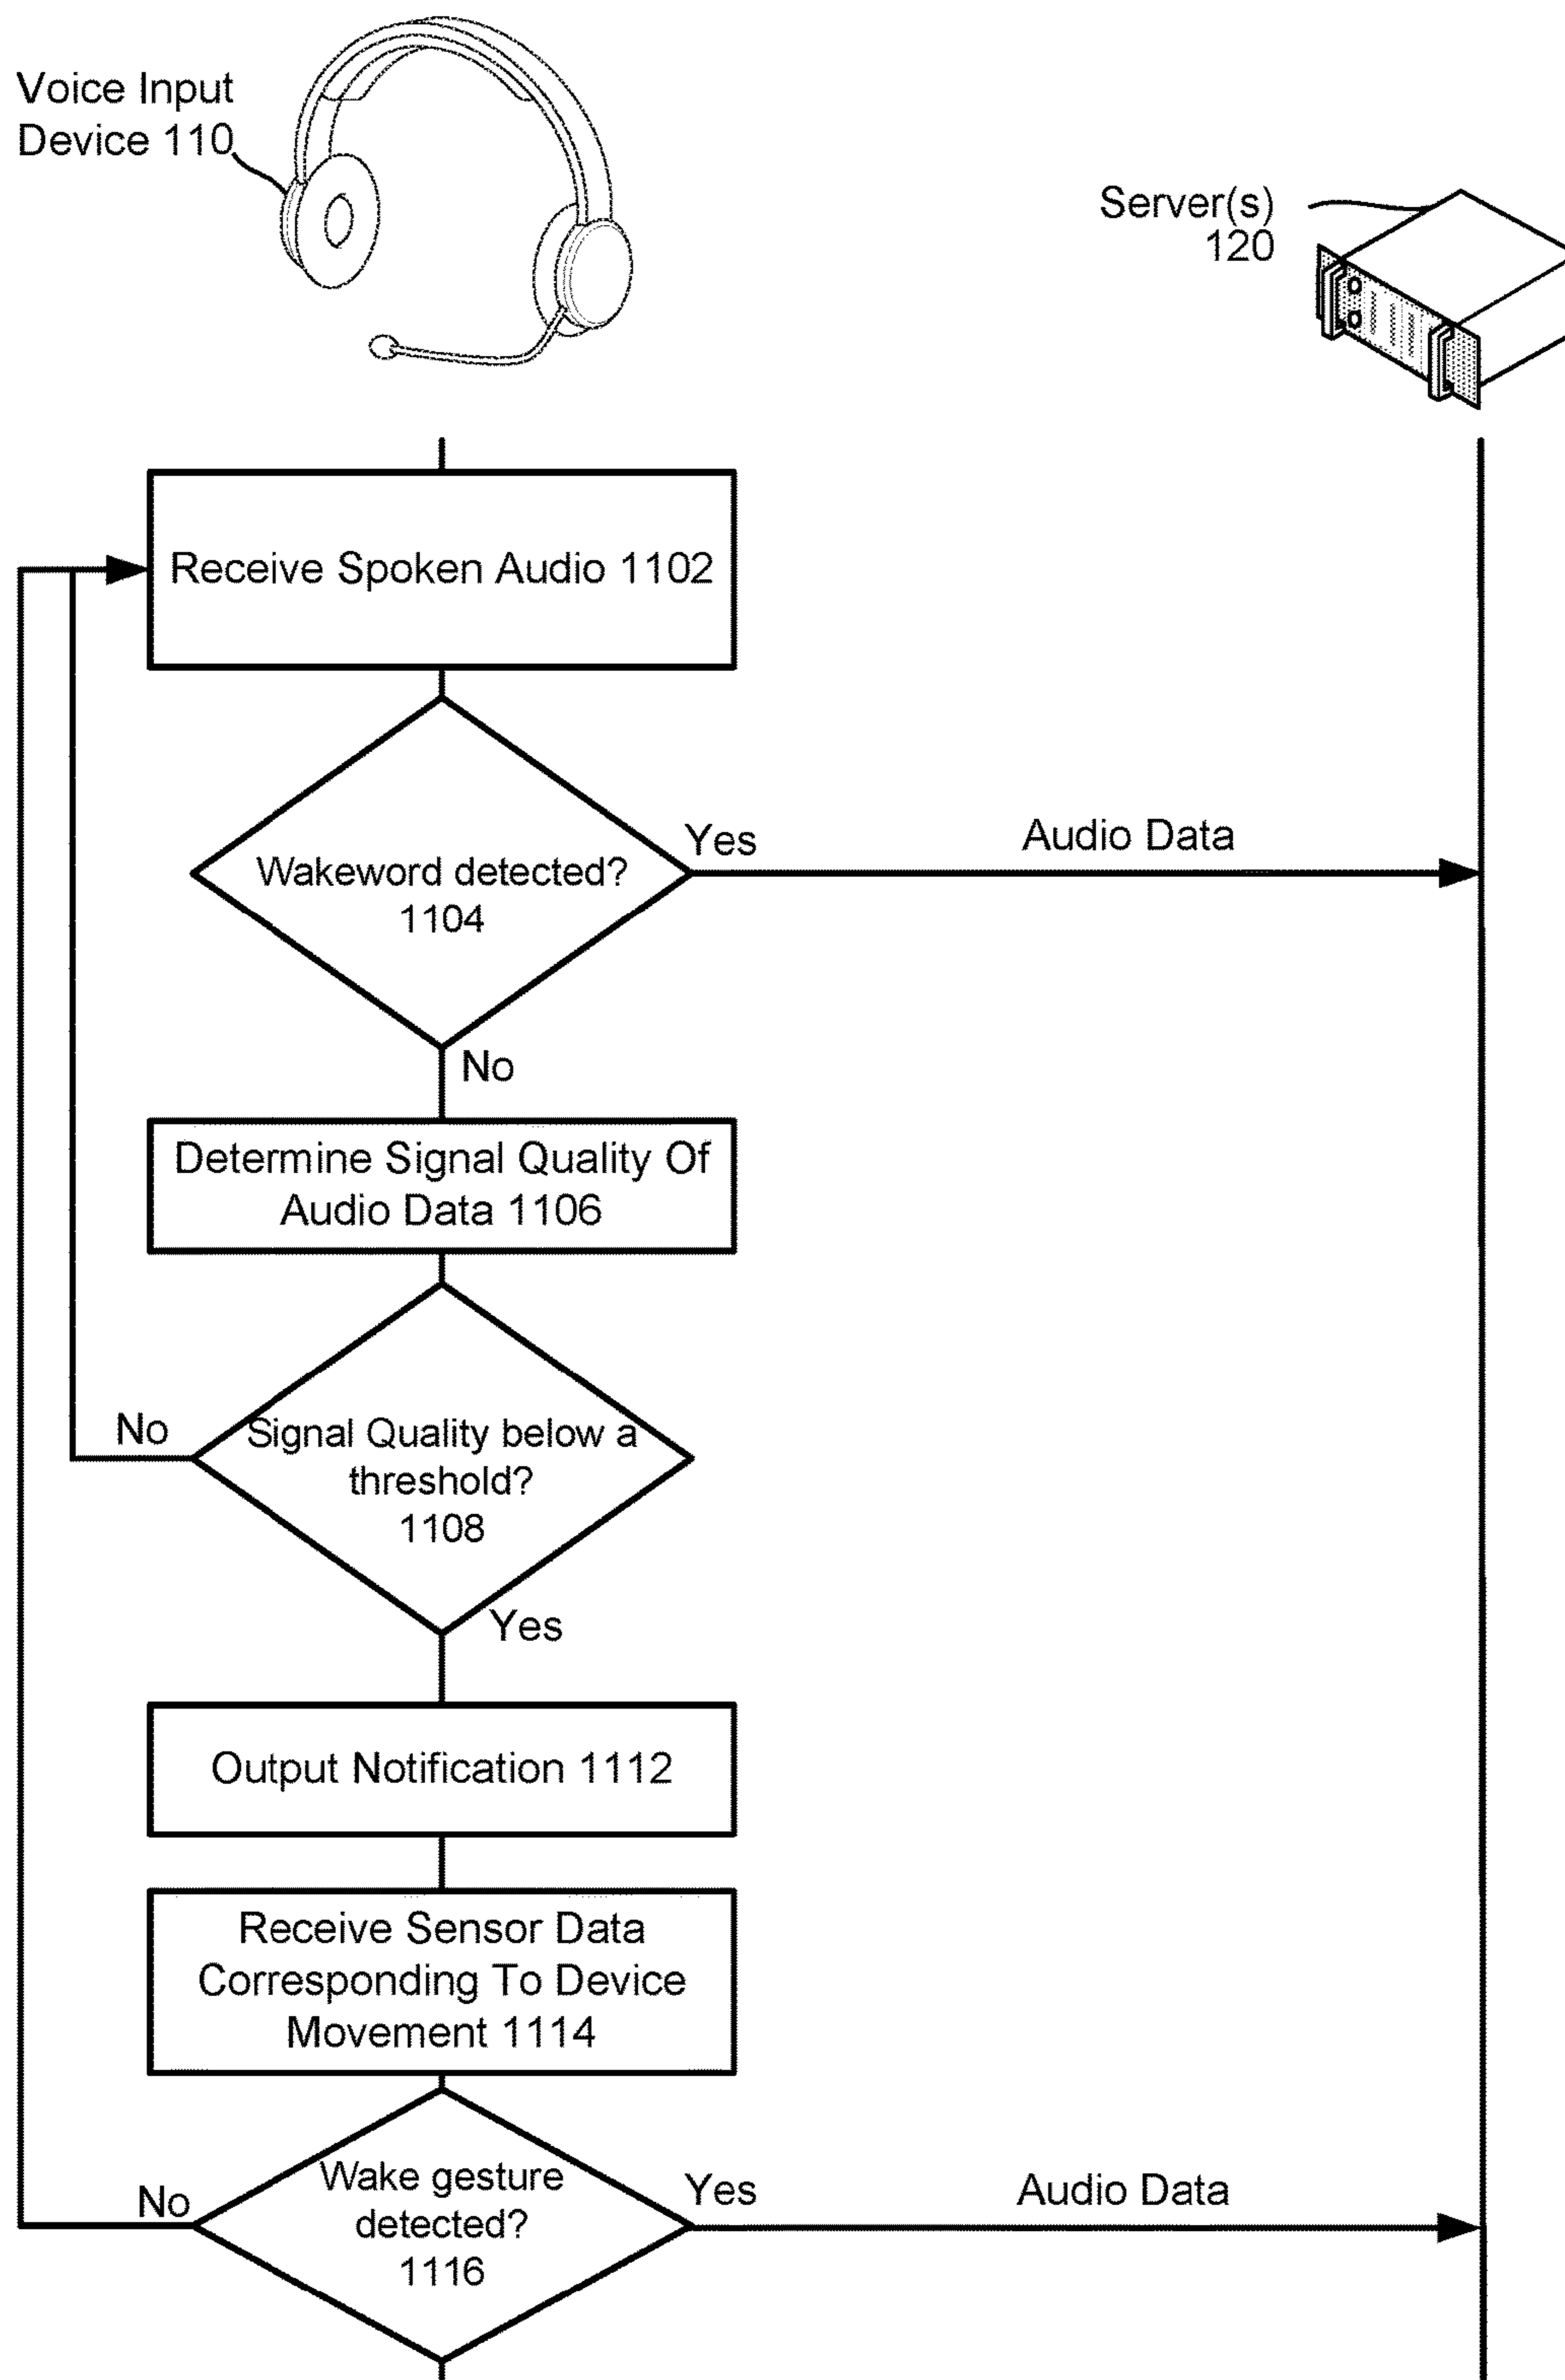 Voice Input
Device 110
Server(s)
120
Receive Spoken Audio 1102
Wakeword detected?
1104
Yes
Audio Data
No
Determine Signal Quality Of
Audio Data 1106
No
Signal Quality below a
threshold?
1108
Yes
Output Notification 1112
Receive Sensor Data
Corresponding To Device
Movement 1114
No
Wake gesture
detected?
1116
Yes
Audio Data